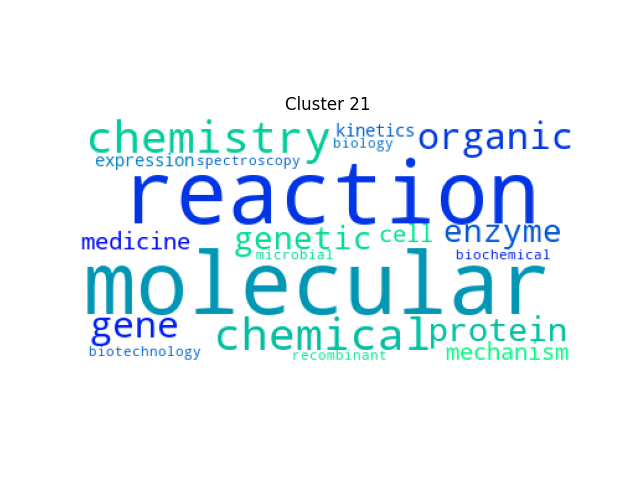 Cluster 21
chemistry kinetics organic
biology
expression spectroscopy
reaction
medicine genetic cell enzyme
microbial biochemical
molecular
gene chemical protein
biotechnology recombinant mechanism